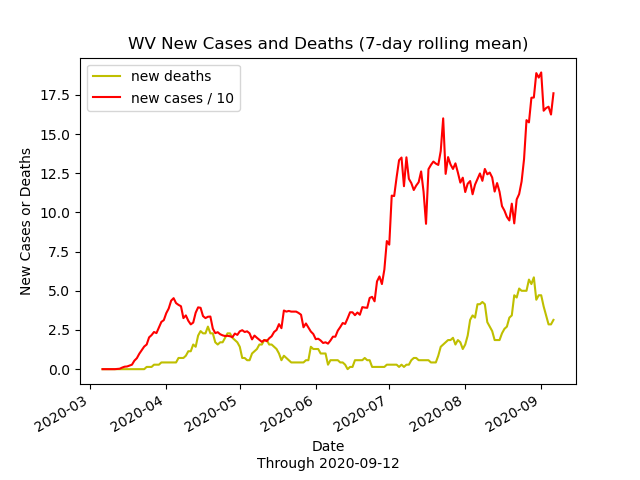 WV New Cases and Deaths (7-day rolling mean)
new deaths
new cases / 10
17.5
15.0
12.5
10.0
7.5
5.0
2.5
0.0
New Cases or Deaths
2020-03
2020-04
2020-05
2020-06
2020-07
2020-08
2020-09
Date
Through 2020-09-12